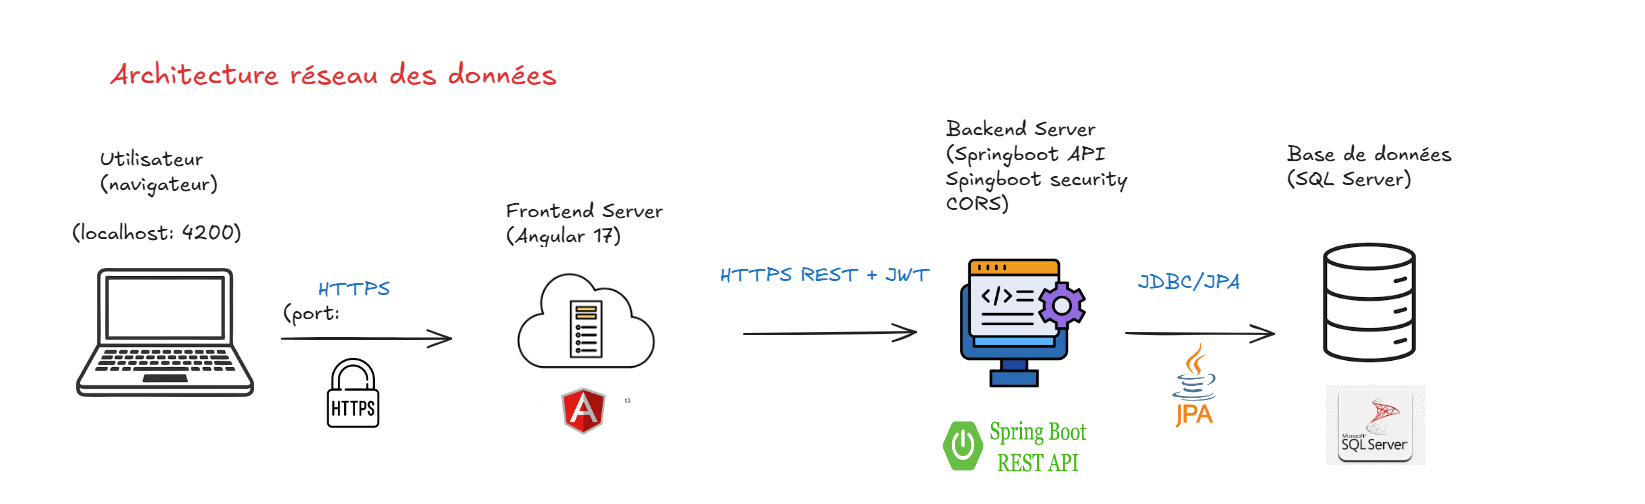 Architecture réseau des données
Utilisateur
(navigateur)
(localhost: 4200)
HTTPS
(port:
HTTPS
Frontend Server
(Angular 17)
A
13
HTTPS REST + JWT
Backend Server
(Springboot API
Spingboot security
CORS)
</>
Spring Boot
REST API
JDBC/JPA
JPA
Base de données
(SQL Server)
Microsoft
SQL Server